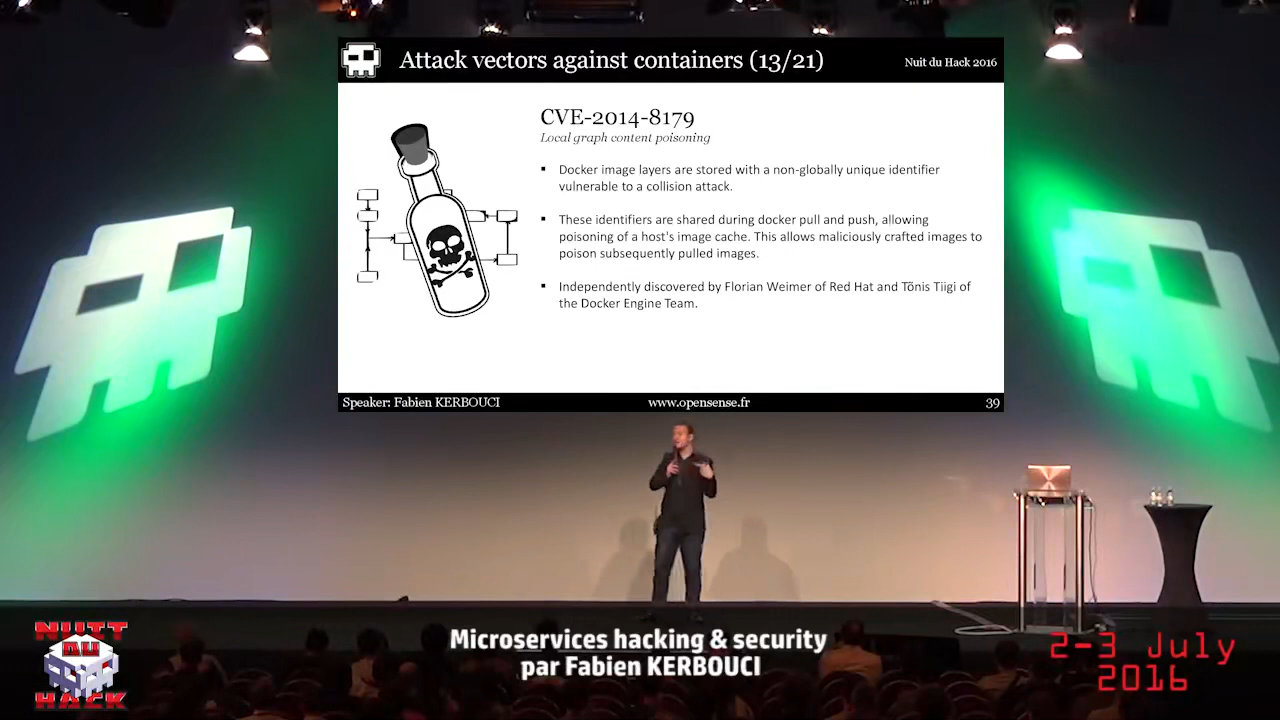 Attack vectors against containers (13/21)
Nuit du Hack 2016
CVE-2014-8179
Local graph content poisoning
▪ Docker image layers are stored with a non-globally unique identifier
vulnerable to a collision attack.
▪ These identifiers are shared during docker pull and push, allowing
poisoning of a host's image cache. This allows maliciously crafted images to
poison subsequently pulled images.
▪ Independently discovered by Florian Weimer of Red Hat and Tõnis Tiigi of
the Docker Engine Team.
Speaker: Fabien KERBOUCI
www.opensense.fr
39
NUIT
DU
HACK
Microservices hacking & security
par Fabien KERBOUCI
2-3 July
2016